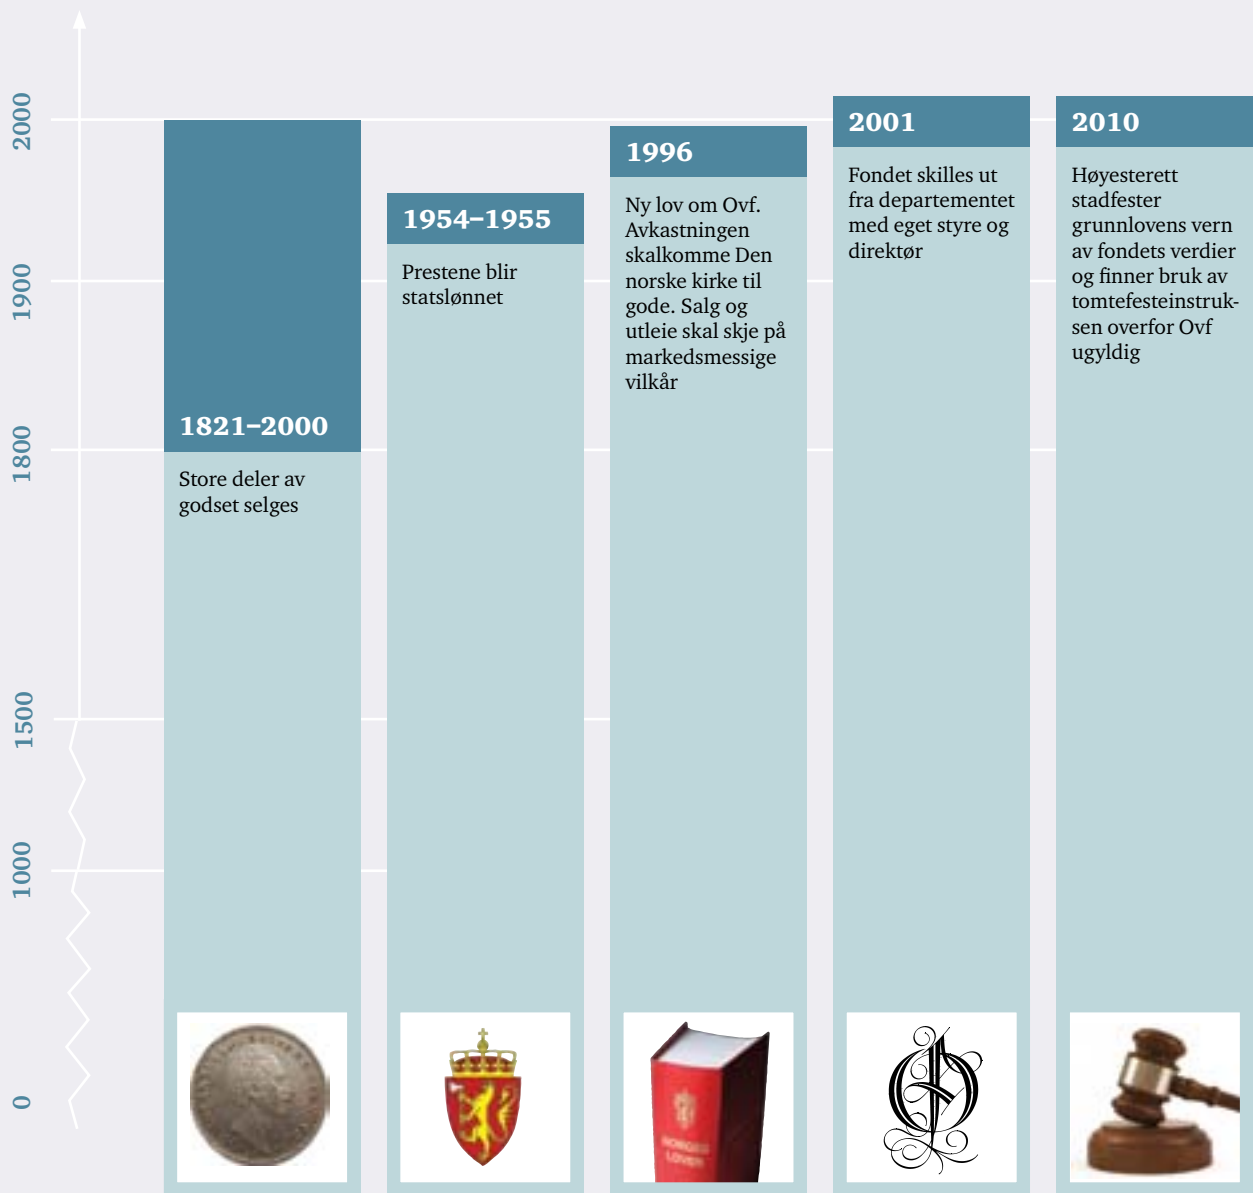 2000
1900
1800
1500
1000
0
1821–2000
Store deler av
godset selges
1954–1955
Prestene blir
statslønnet
1996
Ny lov om Ovf.
Avkastningen
skalkomme Den
norske kirke til
gode. Salg og
utleie skal skje på
markedsmessige
vilkår
NORGES
LOVER
2001
Fondet skilles ut
fra departementet
med eget styre og
direktør
2010
Høyesterett
stadfester
grunnlovens vern
av fondets verdier
og finner bruk av
tomtefesteinstruk-
sen overfor Ovf
ugyldig